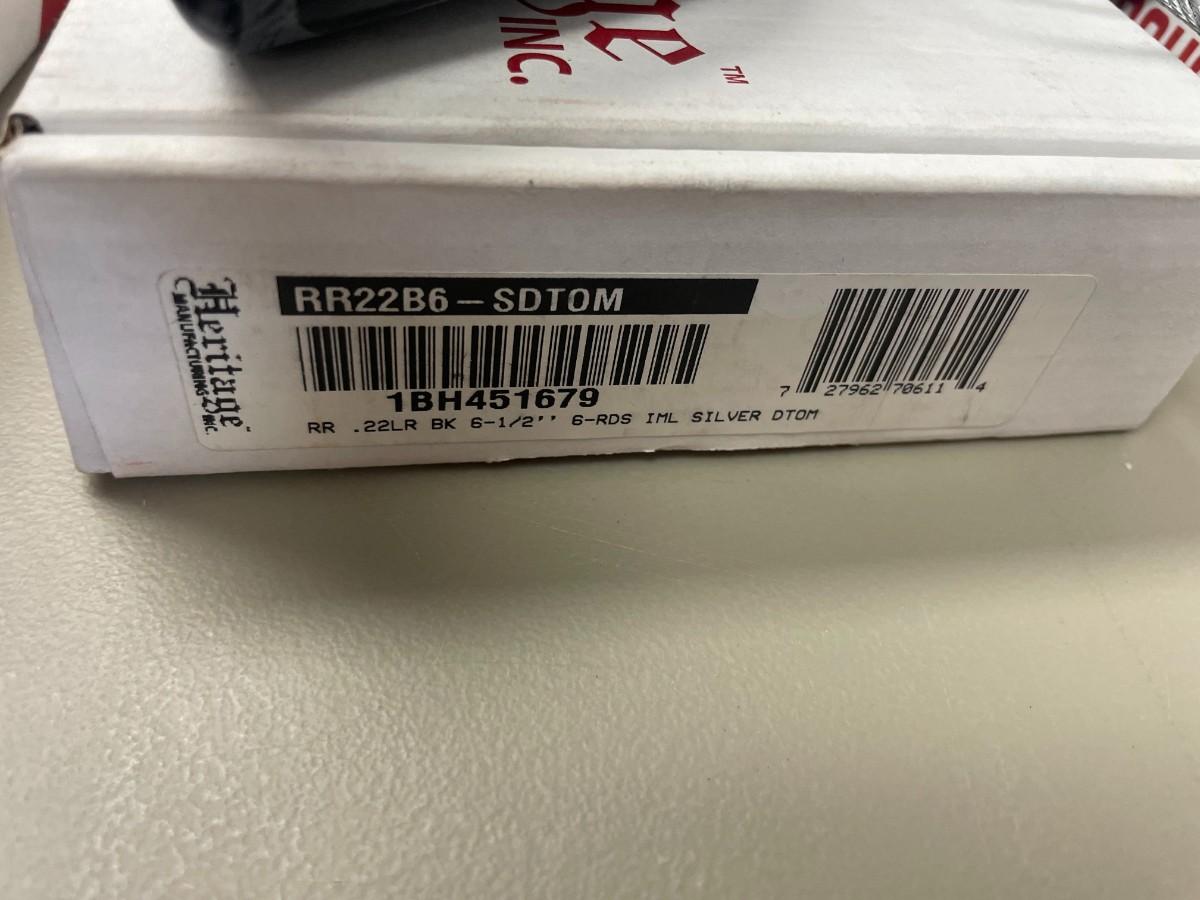 INC.
TM
Heritage
MANUFACTURING INC.
RR22B6-SDTOM
1BH451679
RR .22LR BK 6-1/2'' 6-RDS IML SILVER DTOM
7 27962 70611 4